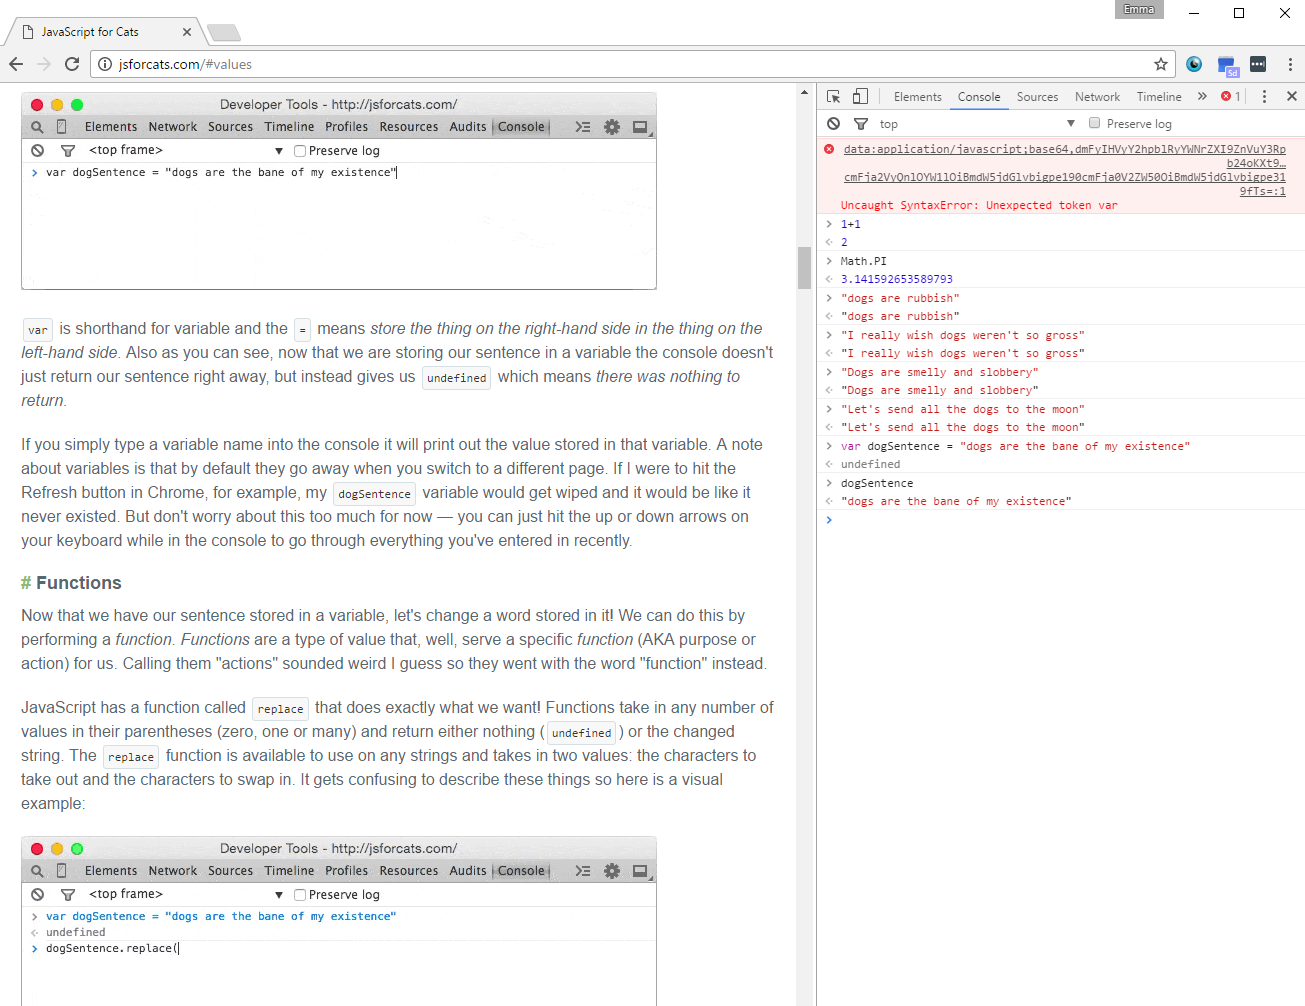 Emma
JavaScript for Cats
jsforcats.com/#values
5d
Developer Tools - http://jsforcats.com/
Elements Network Sources Timeline Profiles Resources Audits Console
<top frame> Preserve log
var dogSentence = "dogs are the bane of my existence"
var is shorthand for variable and the = means store the thing on the right-hand side in the thing on the
left-hand side. Also as you can see, now that we are storing our sentence in a variable the console doesn't
just return our sentence right away, but instead gives us undefined which means there was nothing to
return.
If you simply type a variable name into the console it will print out the value stored in that variable. A note
about variables is that by default they go away when you switch to a different page. If I were to hit the
Refresh button in Chrome, for example, my dogSentence variable would get wiped and it would be like it
never existed. But don't worry about this too much for now — you can just hit the up or down arrows on
your keyboard while in the console to go through everything you've entered in recently.
# Functions
Now that we have our sentence stored in a variable, let's change a word stored in it! We can do this by
performing a function. Functions are a type of value that, well, serve a specific function (AKA purpose or
action) for us. Calling them "actions" sounded weird I guess so they went with the word "function" instead.
JavaScript has a function called replace that does exactly what we want! Functions take in any number of
values in their parentheses (zero, one or many) and return either nothing ( undefined ) or the changed
string. The replace function is available to use on any strings and takes in two values: the characters to
take out and the characters to swap in. It gets confusing to describe these things so here is a visual
example:
Developer Tools - http://jsforcats.com/
Elements Network Sources Timeline Profiles Resources Audits Console
<top frame> Preserve log
var dogSentence = "dogs are the bane of my existence"
undefined
dogSentence.replace(
Elements Console Sources Network Timeline » 1
top Preserve log
Uncaught SyntaxError: Unexpected token var
1+1
2
Math.PI
3.141592653589793
"dogs are rubbish"
"dogs are rubbish"
"I really wish dogs weren't so gross"
"I really wish dogs weren't so gross"
"Dogs are smelly and slobbery"
"Dogs are smelly and slobbery"
"Let's send all the dogs to the moon"
"Let's send all the dogs to the moon"
var dogSentence = "dogs are the bane of my existence"
undefined
dogSentence
"dogs are the bane of my existence"